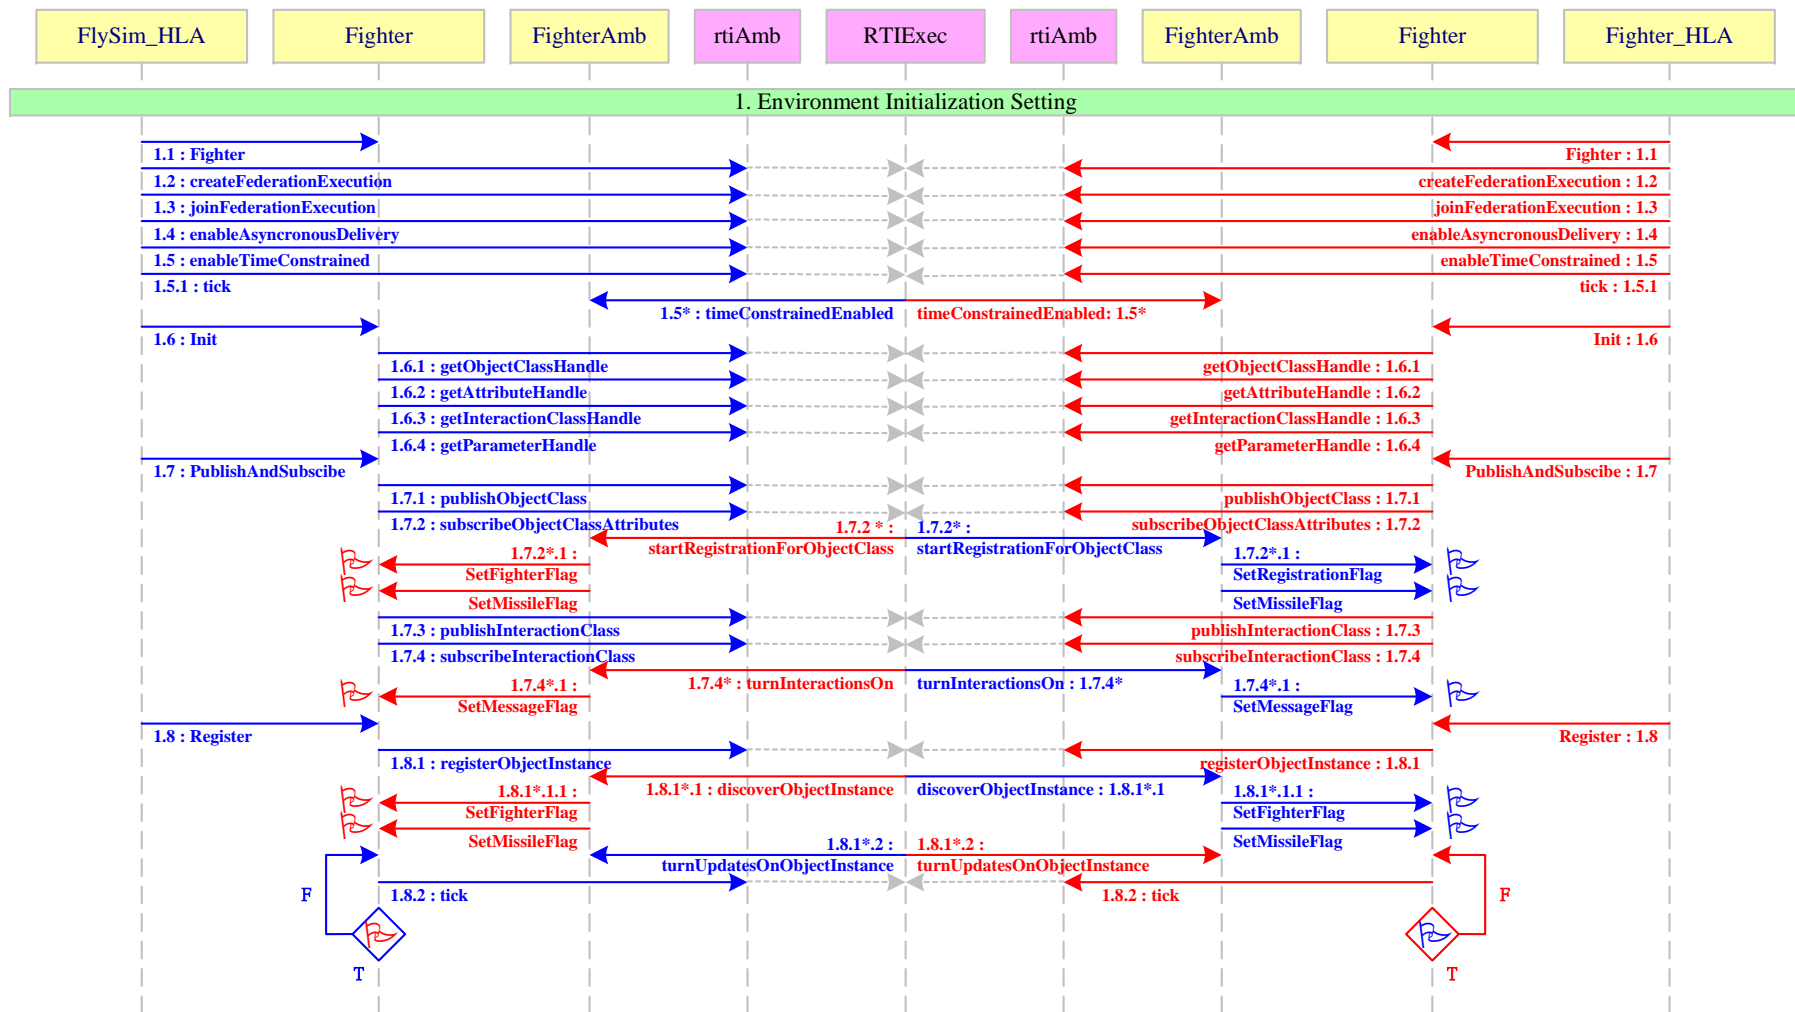 FlySim_HLA Fighter FighterAmb rtiAmb RTIExec rtiAmb FighterAmb Fighter Fighter_HLA
1. Environment Initialization Setting
1.1 : Fighter Fighter : 1.1
1.2 : createFederationExecution createFederationExecution : 1.2
1.3 : joinFederationExecution joinFederationExecution : 1.3
1.4 : enableAsyncronousDelivery enableAsyncronousDelivery : 1.4
1.5 : enableTimeConstrained enableTimeConstrained : 1.5
1.5.1 : tick tick : 1.5.1
1.5* : timeConstrainedEnabled timeConstrainedEnabled: 1.5*
1.6 : Init Init : 1.6
1.6.1 : getObjectClassHandle getObjectClassHandle : 1.6.1
1.6.2 : getAttributeHandle getAttributeHandle : 1.6.2
1.6.3 : getInteractionClassHandle getInteractionClassHandle : 1.6.3
1.6.4 : getParameterHandle getParameterHandle : 1.6.4
1.7 : PublishAndSubscibe PublishAndSubscibe : 1.7
1.7.1 : publishObjectClass publishObjectClass : 1.7.1
1.7.2 : subscribeObjectClassAttributes 1.7.2 * : 1.7.2* : subscribeObjectClassAttributes : 1.7.2
startRegistrationForObjectClass startRegistrationForObjectClass
1.7.2*.1 : 1.7.2*.1 :
SetFighterFlag SetRegistrationFlag
SetMissileFlag SetMissileFlag
1.7.3 : publishInteractionClass publishInteractionClass : 1.7.3
1.7.4 : subscribeInteractionClass subscribeInteractionClass : 1.7.4
1.7.4* : turnInteractionsOn turnInteractionsOn : 1.7.4*
1.7.4*.1 : 1.7.4*.1 :
SetMessageFlag SetMessageFlag
1.8 : Register Register : 1.8
1.8.1 : registerObjectInstance registerObjectInstance : 1.8.1
1.8.1*.1 : discoverObjectInstance discoverObjectInstance : 1.8.1*.1
1.8.1*.1.1 : 1.8.1*.1.1 :
SetFighterFlag SetFighterFlag
SetMissileFlag 1.8.1*.2 : 1.8.1*.2 : SetMissileFlag
turnUpdatesOnObjectInstance turnUpdatesOnObjectInstance
F 1.8.2 : tick 1.8.2 : tick F
T T